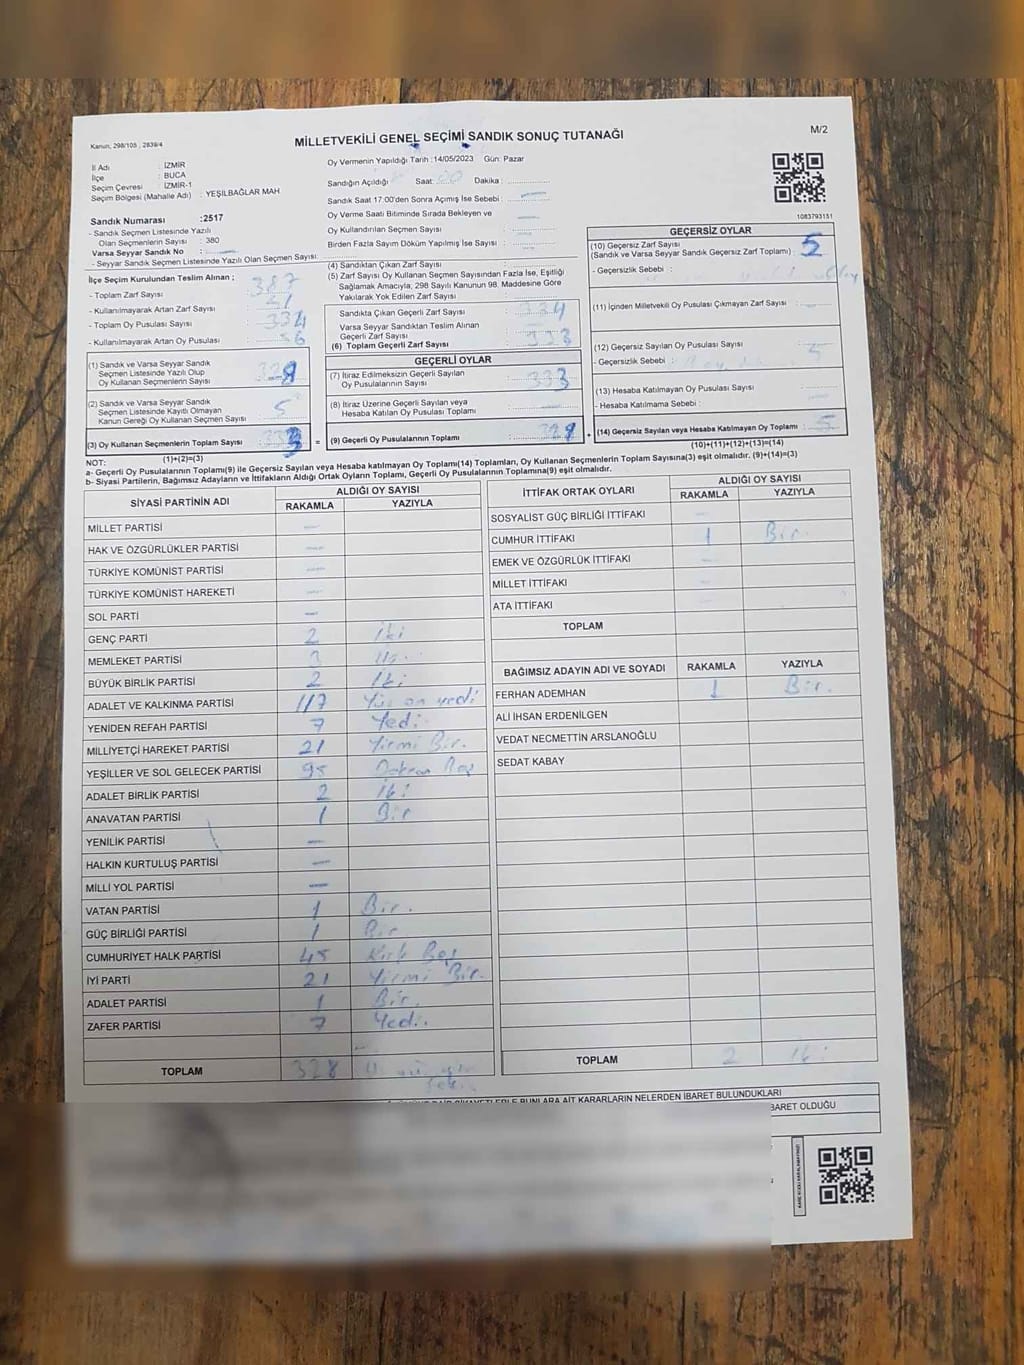 Kanun, 298/105 , 2839/4
MİLLETVEKİLİ GENEL SEÇİMİ SANDIK SONUÇ TUTANAĞI
M/2
İl Adı : İZMİR
İlçe : BUCA
Seçim Çevresi : İZMİR-1
Seçim Bölgesi (Mahalle Adı) : YEŞİLBAĞLAR MAH
Sandık Numarası :2517
- Sandık Seçmen Listesinde Yazılı
Olan Seçmenlerin Sayısı : 380
Varsa Seyyar Sandık No :
- Seyyar Sandık Seçmen Listesinde Yazılı Olan Seçmen Sayısı:
Oy Vermenin Yapıldığı Tarih :14/05/2023 Gün: Pazar
Sandığın Açıldığı Saat: Dakika :
Sandık Saat 17:00'den Sonra Açımış İse Sebebi :
Oy Verme Saati Bitiminde Sırada Bekleyen ve
Oy Kullandırılan Seçmen Sayısı :
Birden Fazla Sayım Döküm Yapılmış İse Sayısı :
1083793151
İlçe Seçim Kurulundan Teslim Alınan ;
- Toplam Zarf Sayısı : 387
- Kullanılmayarak Artan Zarf Sayısı :
- Toplam Oy Pusulası Sayısı :
- Kullanılmayarak Artan Oy Pusulası : 56
(1) Sandık ve Varsa Seyyar Sandık
Seçmen Listesinde Yazılı Olup
Oy Kullanan Seçmenlerin Sayısı
(2) Sandık ve Varsa Seyyar Sandık
Seçmen Listesinde Kayıtlı Olmayan
Kanun Gereği Oy Kullanan Seçmen Sayısı 5
(3) Oy Kullanan Seçmenlerin Toplam Sayısı 333
(1)+(2)=(3)
(4) Sandıktan Çıkan Zarf Sayısı :
(5) Zarf Sayısı Oy Kullanan Seçmen Sayısından Fazla İse, Eşitliği
Sağlamak Amacıyla, 298 Sayılı Kanunun 98. Maddesine Göre
Yakılarak Yok Edilen Zarf Sayısı :
Sandıkta Çıkan Geçerli Zarf Sayısı : 334
Varsa Seyyar Sandıktan Teslim Alınan
Geçerli Zarf Sayısı :
(6) Toplam Geçerli Zarf Sayısı : 333
GEÇERLİ OYLAR
(7) İtiraz Edilmeksizin Geçerli Sayılan
Oy Pusulalarının Sayısı : 333
(8) İtiraz Üzerine Geçerli Sayılan veya
Hesaba Katılan Oy Pusulası Toplamı :
= (9) Geçerli Oy Pusulalarının Toplamı :
GEÇERSİZ OYLAR
(10) Geçersiz Zarf Sayısı
(Sandık ve Varsa Seyyar Sandık Geçersiz Zarf Toplamı) : 5
- Geçersizlik Sebebi :
(11) İçinden Milletvekili Oy Pusulası Çıkmayan Zarf Sayısı :
(12) Geçersiz Sayılan Oy Pusulası Sayısı : 5
- Geçersizlik Sebebi :
(13) Hesaba Katılmayan Oy Pusulası Sayısı :
- Hesaba Katılmama Sebebi :
+ (14) Geçersiz Sayılan veya Hesaba Katılmayan Oy Toplamı : 5
(10)+(11)+(12)+(13)=(14)
NOT:
a- Geçerli Oy Pusulalarının Toplamı(9) ile Geçersiz Sayılan veya Hesaba katılmayan Oy Toplamı(14) Toplamları, Oy Kullanan Seçmenlerin Toplam Sayısına(3) eşit olmalıdır. (9)+(14)=(3)
b- Siyasi Partilerin, Bağımsız Adayların ve İttifakların Aldığı Ortak Oyların Toplamı, Geçerli Oy Pusulalarının Toplamına(9) eşit olmalıdır.
SİYASİ PARTİNİN ADI ALDIĞI OY SAYISI
RAKAMLA YAZIYLA
MİLLET PARTİSİ —
HAK VE ÖZGÜRLÜKLER PARTİSİ —
TÜRKİYE KOMÜNİST PARTİSİ —
TÜRKİYE KOMÜNİST HAREKETİ —
SOL PARTİ —
GENÇ PARTİ 2 İki
MEMLEKET PARTİSİ 3
BÜYÜK BİRLİK PARTİSİ 2 İki
ADALET VE KALKINMA PARTİSİ 117 Yüz on yedi
YENİDEN REFAH PARTİSİ 7 Yedi
MİLLİYETÇİ HAREKET PARTİSİ 21 Yirmi Bir.
YEŞİLLER VE SOL GELECEK PARTİSİ 95 Doksan Beş
ADALET BİRLİK PARTİSİ 2 İki
ANAVATAN PARTİSİ 1 Bir
YENİLİK PARTİSİ —
HALKIN KURTULUŞ PARTİSİ —
MİLLİ YOL PARTİSİ —
VATAN PARTİSİ 1 Bir.
GÜÇ BİRLİĞİ PARTİSİ 1 Bir
CUMHURİYET HALK PARTİSİ 45 Kırk Beş
İYİ PARTİ 21 Yirmi Bir.
ADALET PARTİSİ 1 Bir.
ZAFER PARTİSİ 7 Yedi.
TOPLAM 328
İTTİFAK ORTAK OYLARI ALDIĞI OY SAYISI
RAKAMLA YAZIYLA
SOSYALİST GÜÇ BİRLİĞİ İTTİFAKI —
CUMHUR İTTİFAKI 1 Bir.
EMEK VE ÖZGÜRLÜK İTTİFAKI —
MİLLET İTTİFAKI —
ATA İTTİFAKI —
TOPLAM
BAĞIMSIZ ADAYIN ADI VE SOYADI RAKAMLA YAZIYLA
FERHAN ADEMHAN 1 Bir.
ALİ İHSAN ERDENİLGEN
VEDAT NECMETTİN ARSLANOĞLU
SEDAT KABAY
TOPLAM 2 İki
BUNLARA AİT KARARLARIN NELERDEN İBARET BULUNDUKLARI
İBARET OLDUĞU